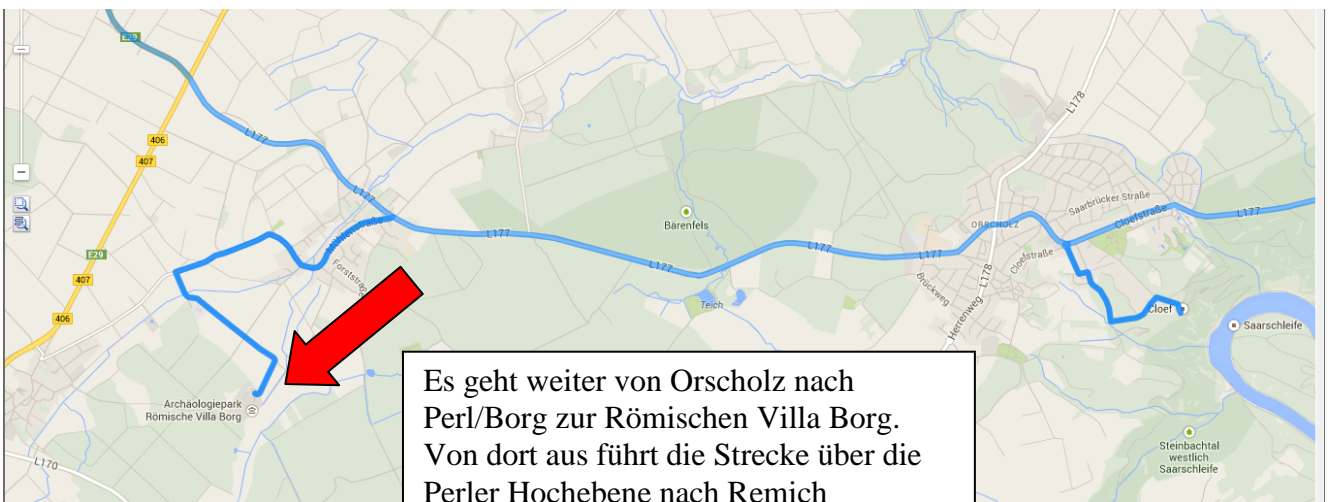 E29
L178
406
L177
407
Saarbrücker Straße
L177
Bärenfels
Cloefstraße
L177
Mühlenstraße
ORSCHOLZ
L177
L177
E29
Forststraße
L177
L177
Cloefstraße
407
Brückweg
L178
Teich
Cloef
406
Herrenweg
Saarschleife
Es geht weiter von Orscholz nach
Perl/Borg zur Römischen Villa Borg.
Von dort aus führt die Strecke über die
Perler Hochebene nach Remich
Archäologiepark
Römische Villa Borg
Steinbachtal
westlich
Saarschleife
L170